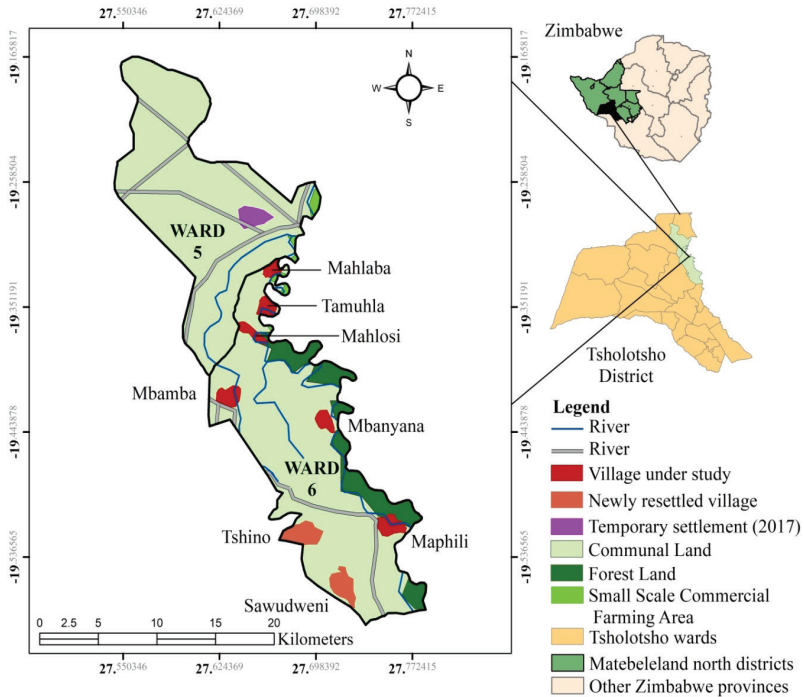 27.550346
27.624369
27.698392
27.772415
-19.165817
-19.258504
-19.351191
-19.443878
-19.536565
N
W
E
S
WARD
5
Mahlaba
Tamuhla
Mahlosi
Mbamba
Mbanyana
WARD
6
Tshino
Maphili
Sawudweni
0 2.5 5 10 15 20
Kilometers
27.550346
27.624369
27.698392
27.772415
-19.165817
-19.258504
-19.351191
-19.443878
-19.536565
Zimbabwe
Tsholotsho
District
Legend
River
River
Village under study
Newly resettled village
Temporary settlement (2017)
Communal Land
Forest Land
Small Scale Commercial
Farming Area
Tsholotsho wards
Matebeleland north districts
Other Zimbabwe provinces